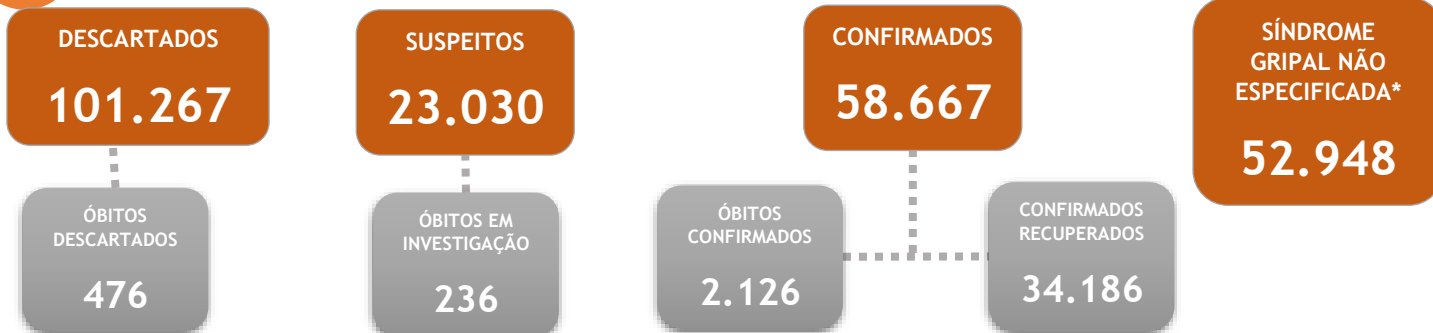 DESCARTADOS
101.267
SUSPEITOS
23.030
CONFIRMADOS
58.667
SÍNDROME
GRIPAL NÃO
ESPECIFICADA*
52.948
ÓBITOS
DESCARTADOS
476
ÓBITOS EM
INVESTIGAÇÃO
236
ÓBITOS
CONFIRMADOS
2.126
CONFIRMADOS
RECUPERADOS
34.186